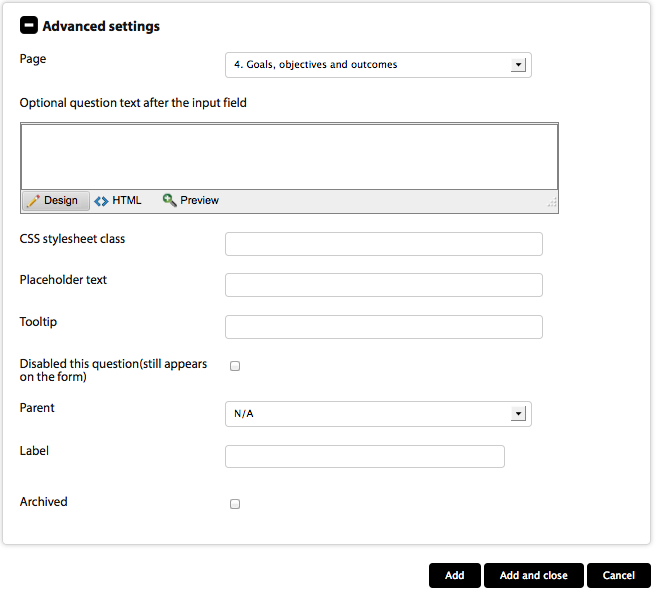 Advanced settings
Page
4. Goals, objectives and outcomes
Optional question text after the input field
Design HTML Preview
CSS stylesheet class
Placeholder text
Tooltip
Disabled this question(still appears
on the form)
Parent
N/A
Label
Archived
Add Add and close Cancel